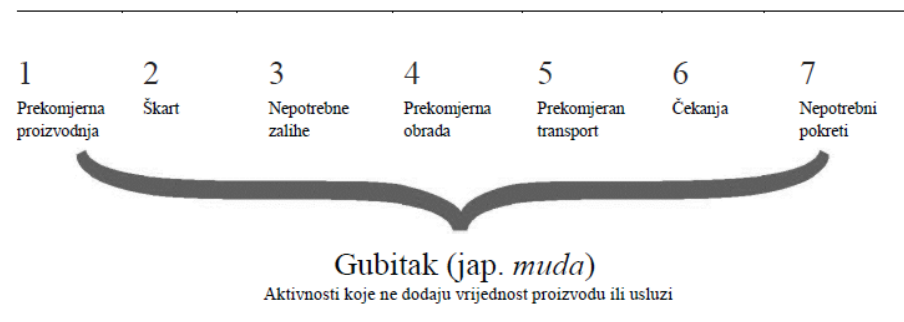 1 2 3 4 5 6 7
Prekomjerna Škart Nepotrebne Prekomjerna Prekomjeran Čekanja Nepotrebni
proizvodnja zalihe obrada transport pokreti
Gubitak (jap. muda)
Aktivnosti koje ne dodaju vrijednost proizvodu ili usluzi